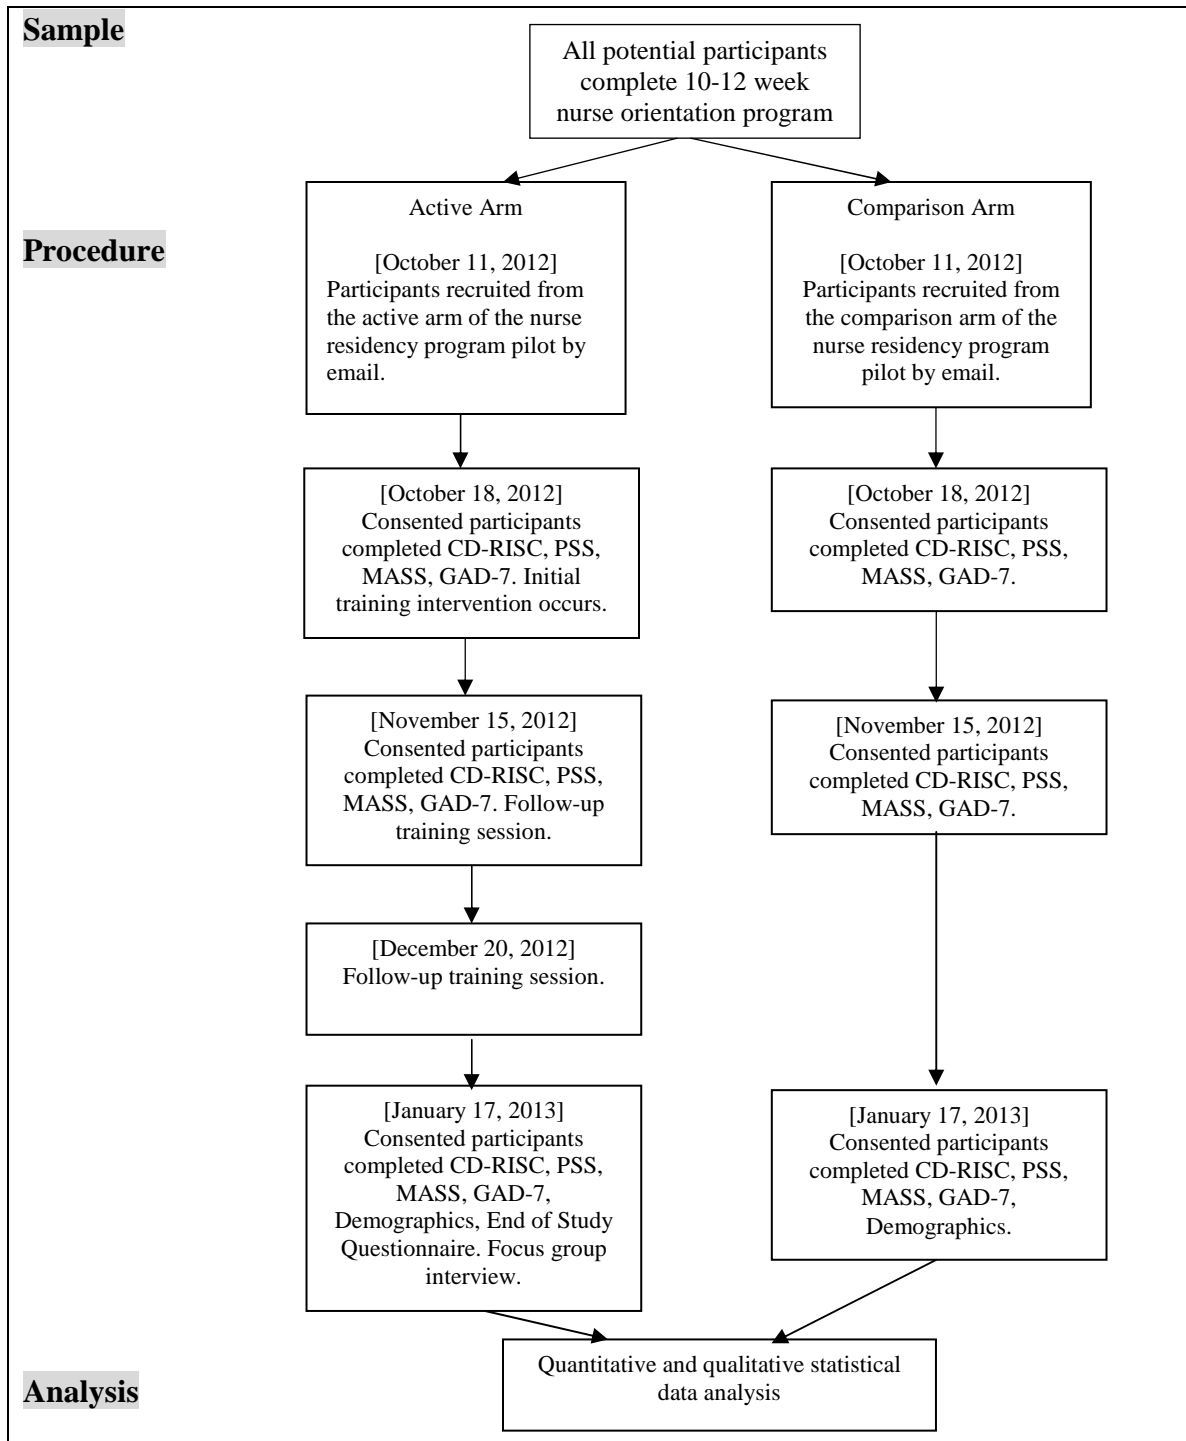 Sample
All potential participants
complete 10-12 week
nurse orientation program
Procedure
Active Arm
[October 11, 2012]
Participants recruited from
the active arm of the nurse
residency program pilot by
email.
Comparison Arm
[October 11, 2012]
Participants recruited from
the comparison arm of the
nurse residency program
pilot by email.
[October 18, 2012]
Consented participants
completed CD-RISC, PSS,
MASS, GAD-7. Initial
training intervention occurs.
[October 18, 2012]
Consented participants
completed CD-RISC, PSS,
MASS, GAD-7.
[November 15, 2012]
Consented participants
completed CD-RISC, PSS,
MASS, GAD-7. Follow-up
training session.
[November 15, 2012]
Consented participants
completed CD-RISC, PSS,
MASS, GAD-7.
[December 20, 2012]
Follow-up training session.
[January 17, 2013]
Consented participants
completed CD-RISC, PSS,
MASS, GAD-7,
Demographics, End of Study
Questionnaire. Focus group
interview.
[January 17, 2013]
Consented participants
completed CD-RISC, PSS,
MASS, GAD-7,
Demographics.
Analysis
Quantitative and qualitative statistical
data analysis